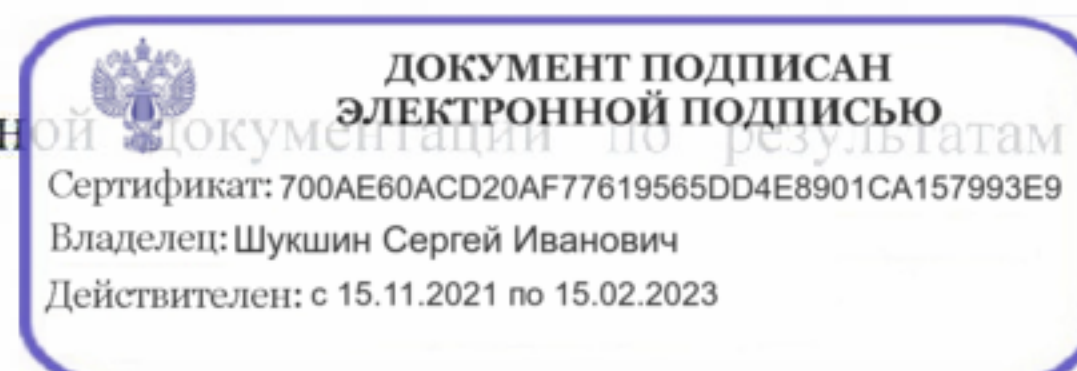 ДОКУМЕНТ ПОДПИСАН
ЭЛЕКТРОННОЙ ПОДПИСЬЮ
ной документации по результатам
Сертификат: 700AE60ACD20AF77619565DD4E8901CA157993E9
Владелец: Шукшин Сергей Иванович
Действителен: с 15.11.2021 по 15.02.2023